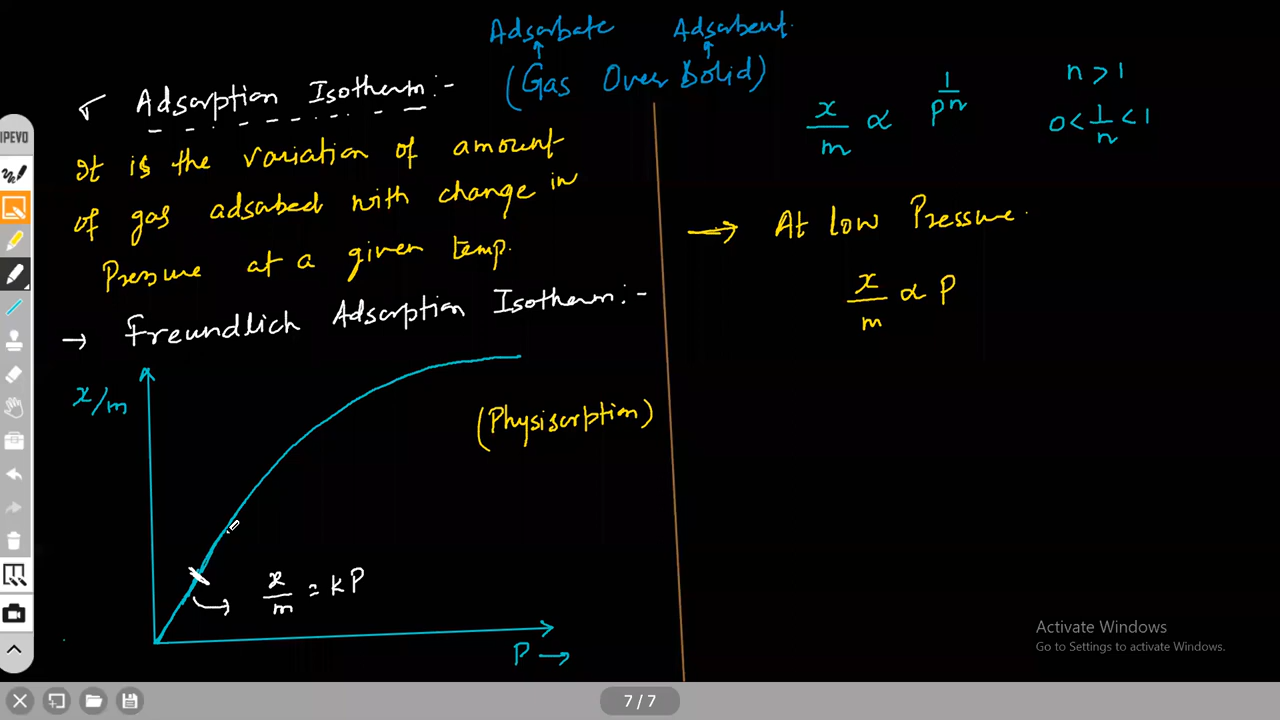 Adsorbate Adsorbent
(Gas Over Solid)
Adsorption Isotherm :-
It is the variation of amount
of gas adsabed with change in
Pressure at a given temp.
→ Freundlich Adsorption Isotherm :-
x/m
(Physisorption)
x/m = kP
P →
x/m ∝ P^1/n
n > 1
0 < 1/n < 1
→ At low Pressure.
x/m ∝ P
IPEVO
Activate Windows
Go to Settings to activate Windows.
7 / 7